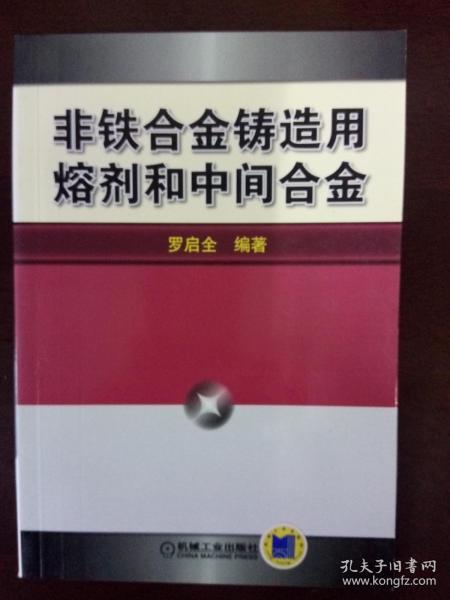 非铁合金铸造用
熔剂和中间合金
罗启全 编著
机械工业出版社
CHINA MACHINE PRESS
孔夫子旧书网
www.kongfz.com